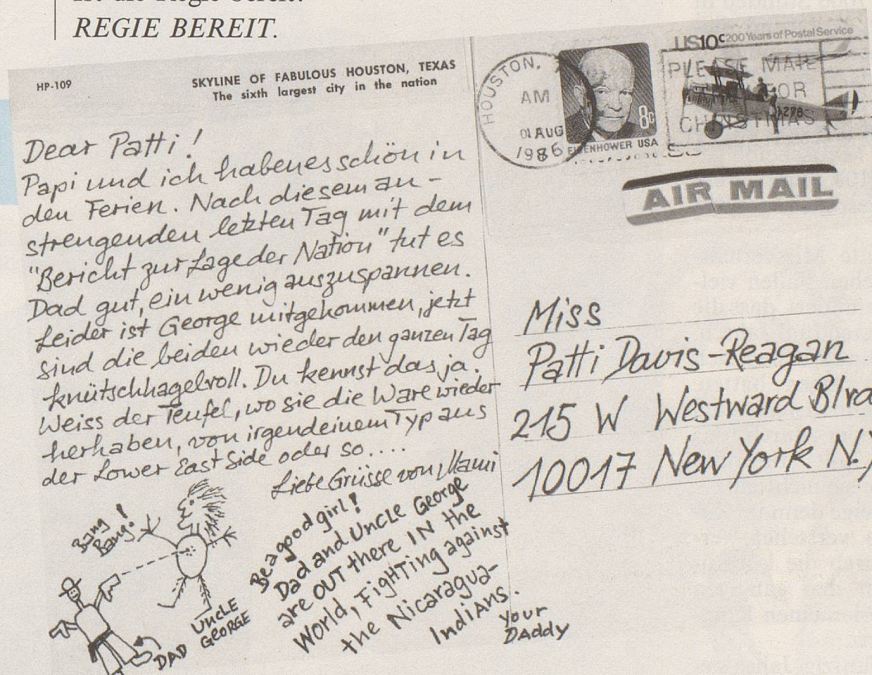 REGIE BEREIT.
HP-109
SKYLINE OF FABULOUS HOUSTON, TEXAS
The sixth largest city in the nation
Dear Patti!
Papi und ich haben es schön in
den Ferien. Nach diesem an-
strengenden letzten Tag mit dem
"Bericht zur Lage der Nation" tut es
Dad gut, ein wenig auszuspannen.
Leider ist George mitgekommen, jetzt
sind die beiden wieder den ganzen Tag
knütschhagelvoll. Du kennst das ja.
Weiss der Teufel, wo sie die Ware wieder
herhaben, von irgendeinem Typ aus
der Lower East Side oder so....
Liebe Grüsse von Mami
Bang
Bang!
UNCLE
GEORGE
DAD
Be a good girl!
Dad and Uncle George
are OUT there IN the
World, Fighting against
the Nicaragua-
Indians.
your
DADDY
HOUSTON,
AM
01 AUG
1986
8c
EISENHOWER USA
US10c 200 Years of Postal Service
PLEASE MAIL
FOR
CHRISTMAS
AIR MAIL
Miss
Patti Davis-Reagan
215 W Westward Blvd
10017 New York N.Y